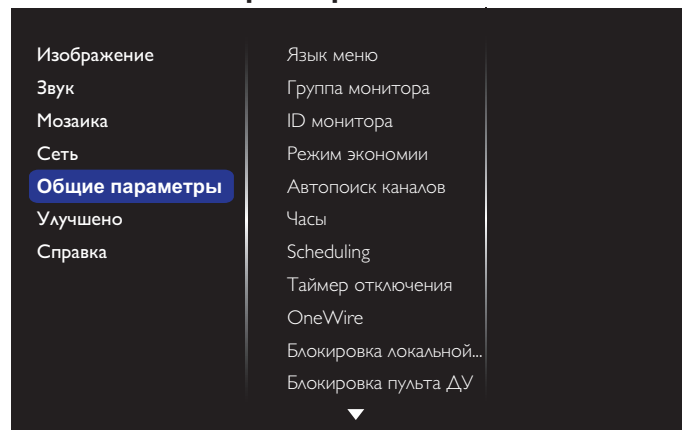 Изображение
Звук
Мозаика
Сеть
Общие параметры
Улучшено
Справка
Язык меню
Группа монитора
ID монитора
Режим экономии
Автопоиск каналов
Часы
Scheduling
Таймер отключения
OneWire
Блокировка локальной...
Блокировка пульта ДУ